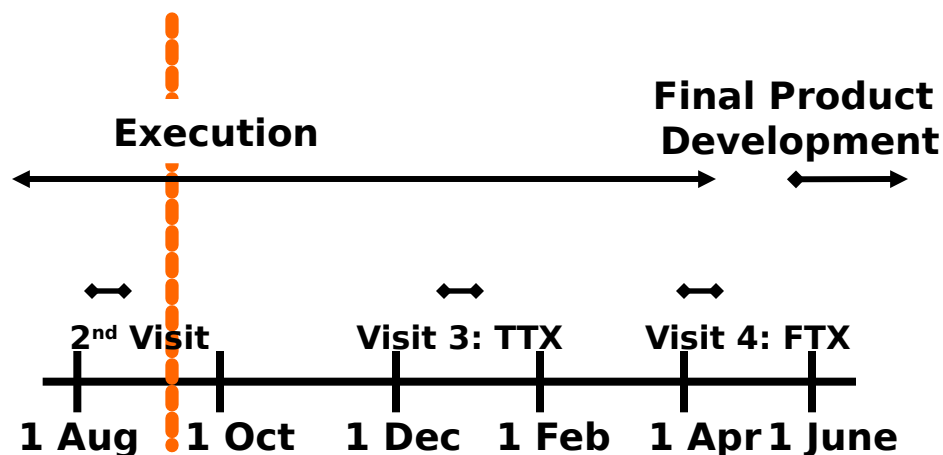 Execution
Final Product
Development
2nd Visit
Visit 3: TTX
Visit 4: FTX
1 Aug
1 Oct
1 Dec
1 Feb
1 Apr
1 June